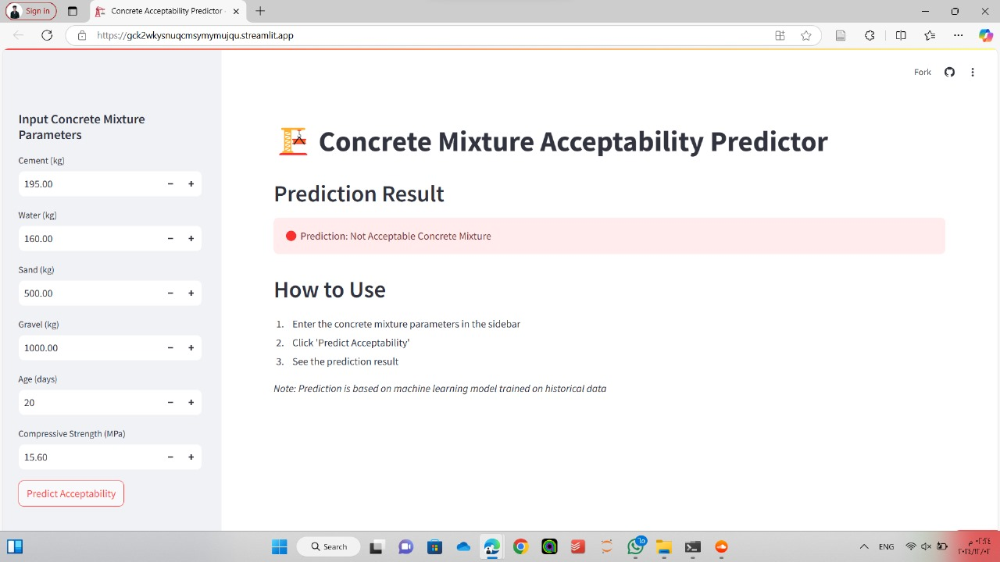 Sign in
Concrete Acceptability Predictor
https://gck2wkysnuqcmsymymujqu.streamlit.app
Fork
Input Concrete Mixture
Parameters
Cement (kg)
195.00
Water (kg)
160.00
Sand (kg)
500.00
Gravel (kg)
1000.00
Age (days)
20
Compressive Strength (MPa)
15.60
Predict Acceptability
Concrete Mixture Acceptability Predictor
Prediction Result
Prediction: Not Acceptable Concrete Mixture
How to Use
1. Enter the concrete mixture parameters in the sidebar
2. Click 'Predict Acceptability'
3. See the prediction result
Note: Prediction is based on machine learning model trained on historical data
Search
ENG